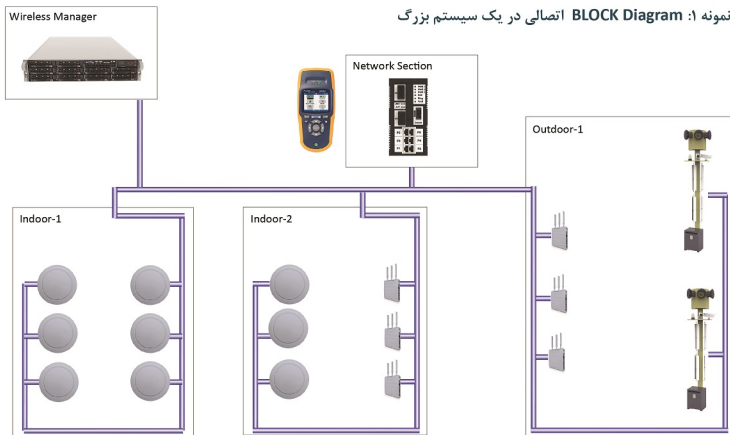 نمونه ۱: BLOCK Diagram اتصالی در یک سیستم بزرگ
Wireless Manager
Network Section
Outdoor-1
Indoor-1
Indoor-2